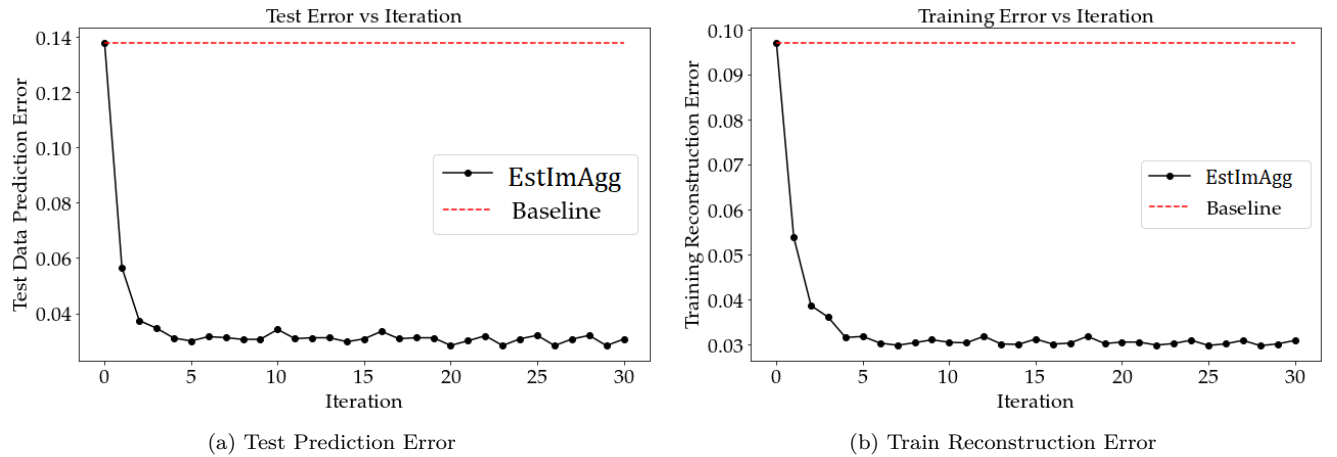 Test Error vs Iteration
Test Data Prediction Error
0.14
0.12
0.10
0.08
0.06
0.04
EstImAgg
Baseline
0 5 10 15 20 25 30
Iteration
(a) Test Prediction Error
Training Error vs Iteration
Training Reconstruction Error
0.10
0.09
0.08
0.07
0.06
0.05
0.04
0.03
EstImAgg
Baseline
0 5 10 15 20 25 30
Iteration
(b) Train Reconstruction Error